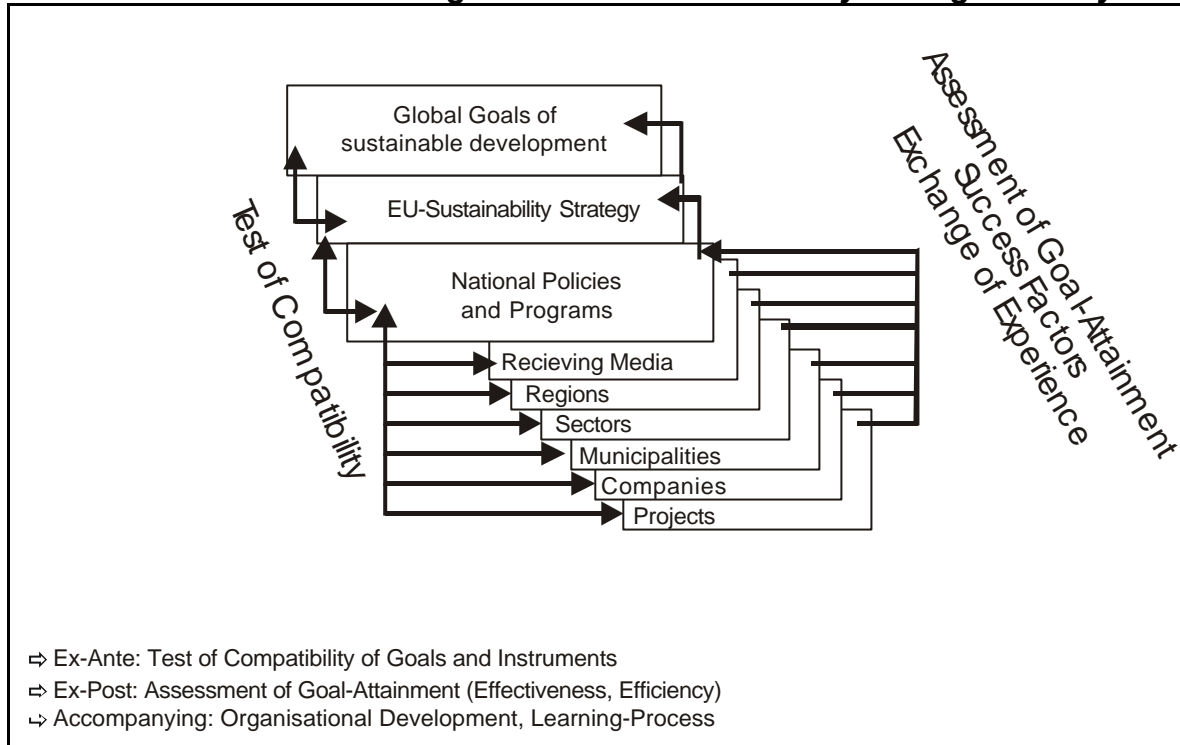 Global Goals of
sustainable development
EU-Sustainability Strategy
National Policies
and Programs
Recieving Media
Regions
Sectors
Municipalities
Companies
Projects
Test of Compatibility
Assessment of Goal-Attainment
Success Factors
Exchange of Experience
⇨ Ex-Ante: Test of Compatibility of Goals and Instruments
⇨ Ex-Post: Assessment of Goal-Attainment (Effectiveness, Efficiency)
↪ Accompanying: Organisational Development, Learning-Process